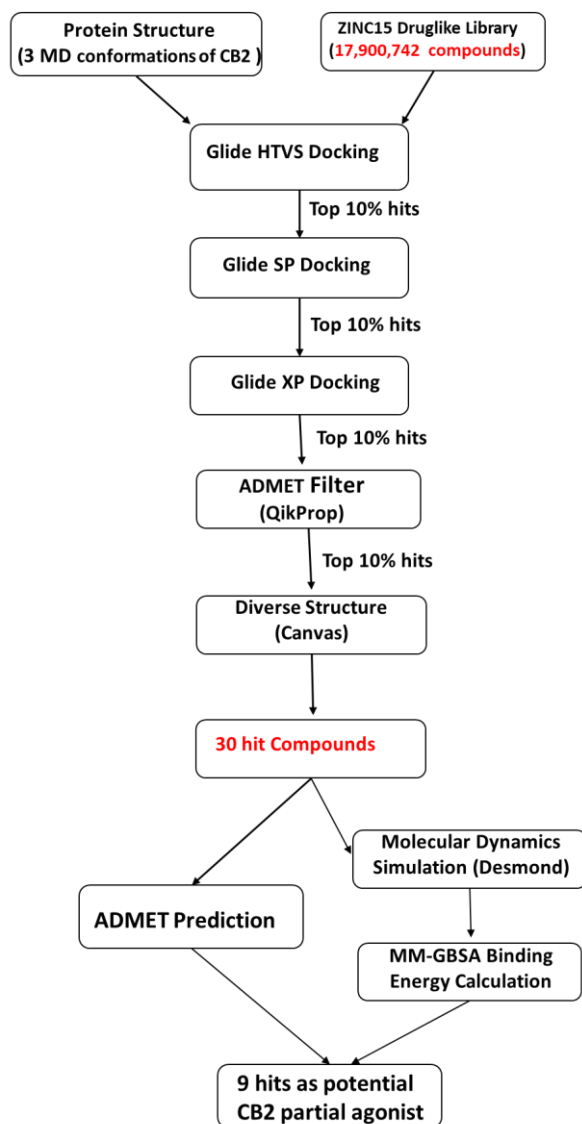 Protein Structure
(3 MD conformations of CB2 )
ZINC15 Druglike Library
(17,900,742 compounds)
Glide HTVS Docking
Top 10% hits
Glide SP Docking
Top 10% hits
Glide XP Docking
Top 10% hits
ADMET Filter
(QikProp)
Top 10% hits
Diverse Structure
(Canvas)
30 hit Compounds
Molecular Dynamics
Simulation (Desmond)
ADMET Prediction
MM-GBSA Binding
Energy Calculation
9 hits as potential
CB2 partial agonist